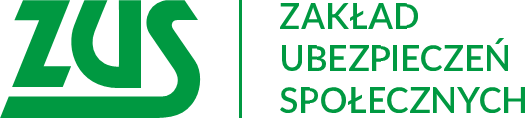 ZUS
ZAKŁAD
UBEZPIECZEŃ
SPOŁECZNYCH